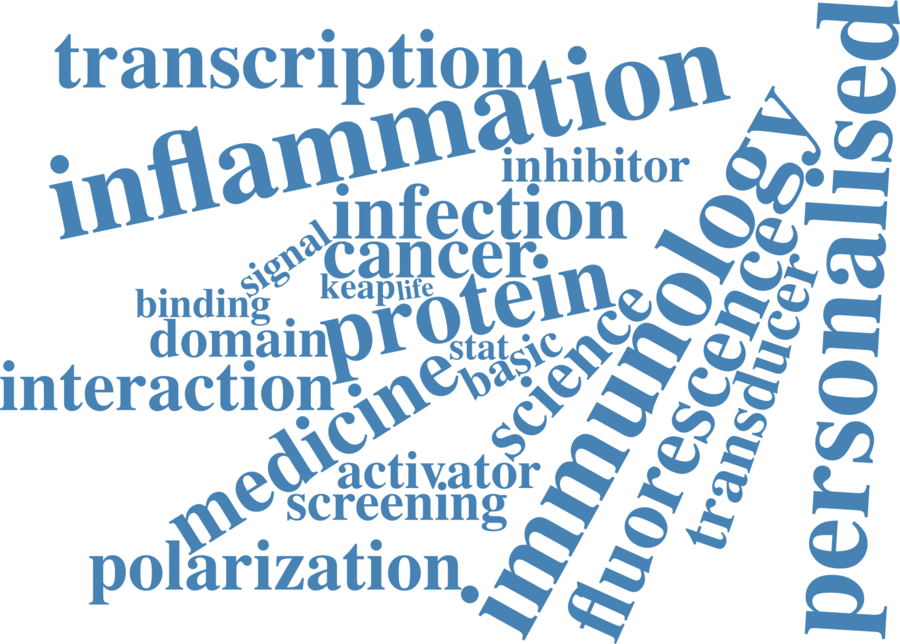 transcription
inflammation
inhibitor
infection
signal
cancer
keap
life
binding
protein
domain
stat
basic
science
interaction
medicine
immunology
fluorescence
transducer
personalised
activator
screening
polarization